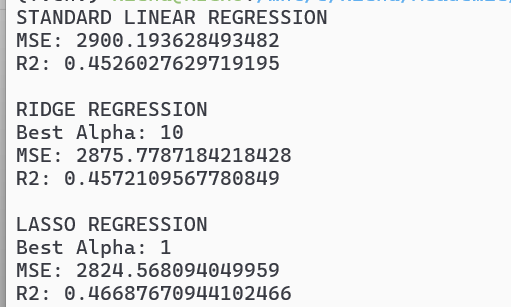 STANDARD LINEAR REGRESSION
MSE: 2900.193628493482
R2: 0.4526027629719195
RIDGE REGRESSION
Best Alpha: 10
MSE: 2875.7787184218428
R2: 0.4572109567780849
LASSO REGRESSION
Best Alpha: 1
MSE: 2824.568094049959
R2: 0.46687670944102466